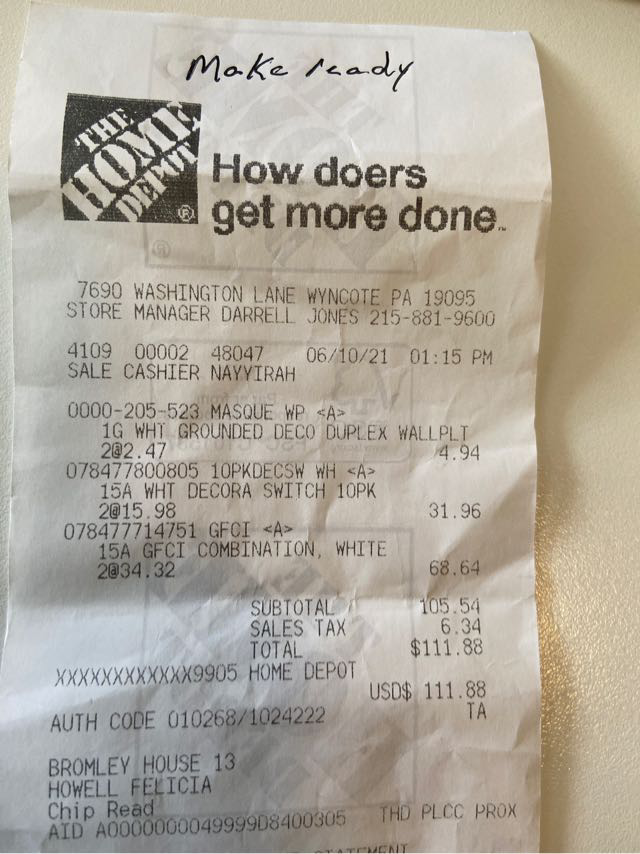 Make ready
THE
HOME
DEPOT
®
How doers
get more done™
7690 WASHINGTON LANE WYNCOTE PA 19095
STORE MANAGER DARRELL JONES 215-881-9600
4109 00002 48047 06/10/21 01:15 PM
SALE CASHIER NAYYIRAH
0000-205-523 MASQUE WP <A>
1G WHT GROUNDED DECO DUPLEX WALLPLT
2@2.47 4.94
078477800805 10PKDECSW WH <A>
15A WHT DECORA SWITCH 10PK
2@15.98 31.96
078477714751 GFCI <A>
15A GFCI COMBINATION, WHITE
2@34.32 68.64
SUBTOTAL 105.54
SALES TAX 6.34
TOTAL $111.88
XXXXXXXXXXXX9905 HOME DEPOT
USD$ 111.88
AUTH CODE 010268/1024222 TA
BROMLEY HOUSE 13
HOWELL FELICIA
Chip Read
AID A0000000049999D8400305 THD PLCC PROX
STATEMENT